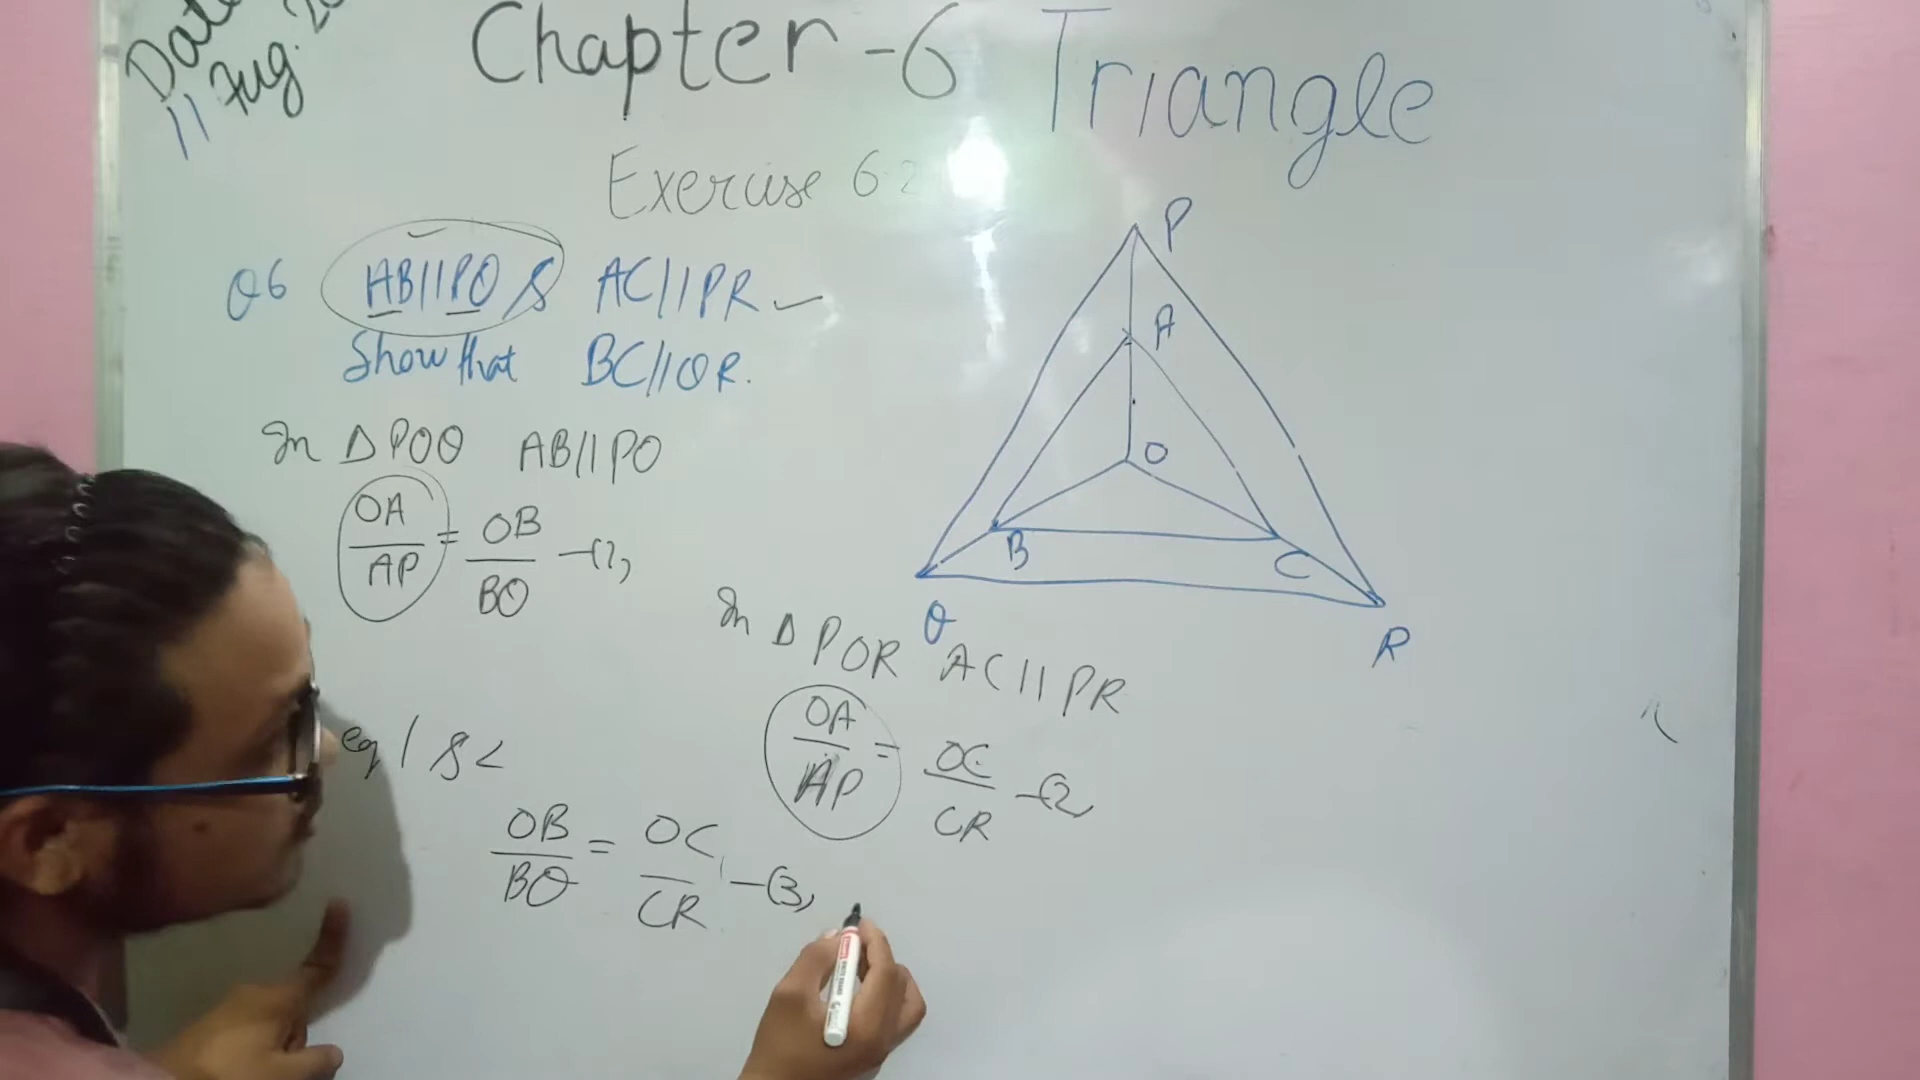 Date
11 Aug. 20
Chapter-6 Triangle
Exercise 6.2
Q6 AB||PQ & AC||PR
Show that BC||QR.
In Δ POQ AB||PQ
OA/AP = OB/BQ -(1)
In Δ POR AC||PR
OA/AP = OC/CR -(2)
eq 1 & 2
OB/BQ = OC/CR -(3)
P
A
O
B
C
Q
R